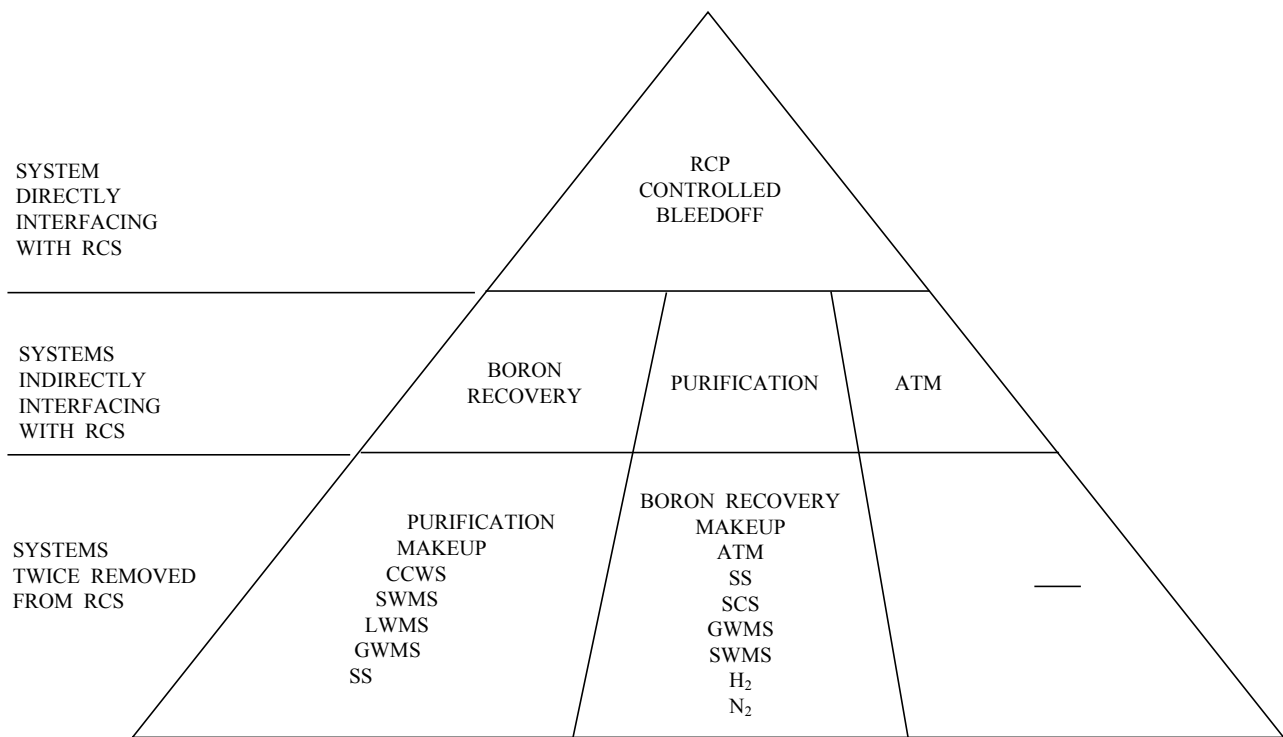 SYSTEM
DIRECTLY
INTERFACING
WITH RCS
RCP
CONTROLLED
BLEEDOFF
SYSTEMS
INDIRECTLY
INTERFACING
WITH RCS
BORON
RECOVERY
PURIFICATION
ATM
SYSTEMS
TWICE REMOVED
FROM RCS
PURIFICATION
MAKEUP
CCWS
SWMS
LWMS
GWMS
SS
BORON RECOVERY
MAKEUP
ATM
SS
SCS
GWMS
SWMS
H₂
N₂